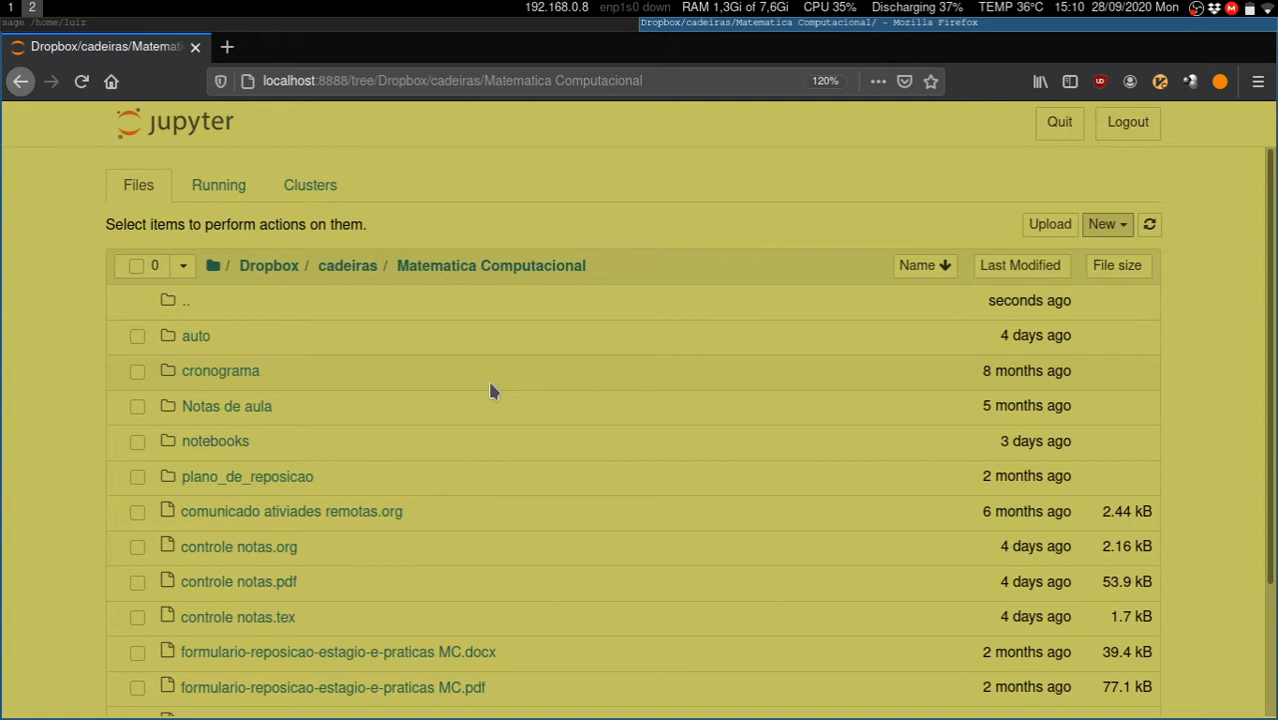 1 2 192.168.0.8 enp1s0 down RAM 1,3Gi of 7,6Gi CPU 35% Discharging 37% TEMP 36°C 15:10 28/09/2020 Mon
sage /home/luiz Dropbox/cadeiras/Matematica Computacional/ - Mozilla Firefox
Dropbox/cadeiras/Matemati
localhost:8888/tree/Dropbox/cadeiras/Matematica Computacional 120%
jupyter Quit Logout
Files Running Clusters
Select items to perform actions on them. Upload New
0 / Dropbox / cadeiras / Matematica Computacional Name Last Modified File size
.. seconds ago
auto 4 days ago
cronograma 8 months ago
Notas de aula 5 months ago
notebooks 3 days ago
plano_de_reposicao 2 months ago
comunicado ativiades remotas.org 6 months ago 2.44 kB
controle notas.org 4 days ago 2.16 kB
controle notas.pdf 4 days ago 53.9 kB
controle notas.tex 4 days ago 1.7 kB
formulario-reposicao-estagio-e-praticas MC.docx 2 months ago 39.4 kB
formulario-reposicao-estagio-e-praticas MC.pdf 2 months ago 77.1 kB